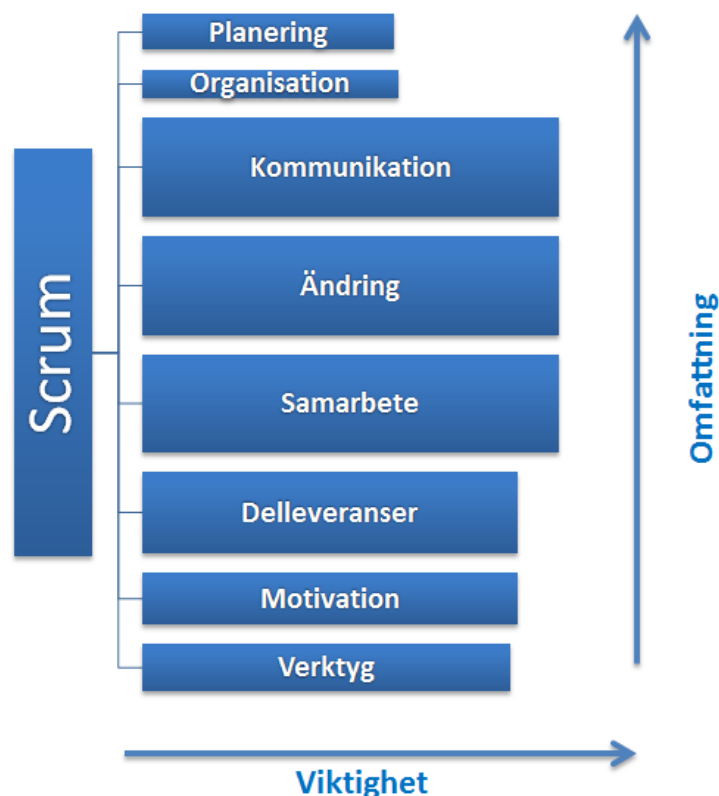 Planering
Organisation
Kommunikation
Scrum
Ändring
Samarbete
Delleveranser
Motivation
Verktyg
Omfattning
Viktighet